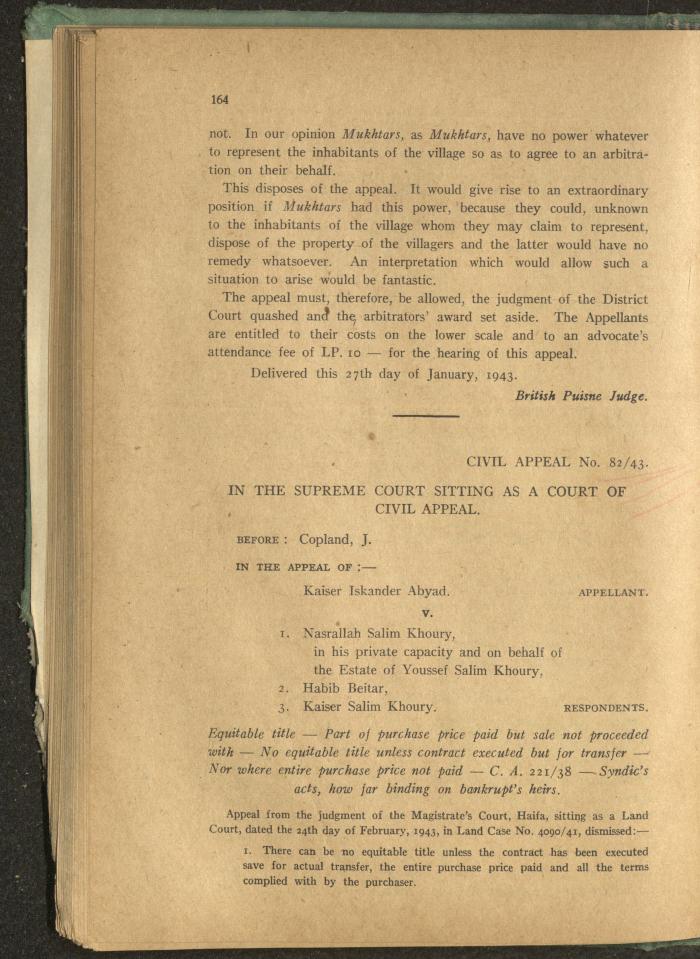 164
not. In our opinion Mukhtars, as Mukhtars, have no power whatever
to represent the inhabitants of the village so as to agree to an arbitra-
tion on their behalf.
This disposes of the appeal. It would give rise to an extraordinary
position if Mukhtars had this power, because they could, unknown
to the inhabitants of the village whom they may claim to represent,
dispose of the property of the villagers and the latter would have no
remedy whatsoever. An interpretation which would allow such a
situation to arise would be fantastic.
The appeal must, therefore, be allowed, the judgment of the District
Court quashed and the arbitrators' award set aside. The Appellants
are entitled to their costs on the lower scale and to an advocate's
attendance fee of LP. 10 — for the hearing of this appeal.
Delivered this 27th day of January, 1943.
British Puisne Judge.
CIVIL APPEAL No. 82/43.
IN THE SUPREME COURT SITTING AS A COURT OF
CIVIL APPEAL.
BEFORE : Copland, J.
IN THE APPEAL OF :—
Kaiser Iskander Abyad. APPELLANT.
v.
1. Nasrallah Salim Khoury,
in his private capacity and on behalf of
the Estate of Youssef Salim Khoury,
2. Habib Beitar,
3. Kaiser Salim Khoury. RESPONDENTS.
Equitable title — Part of purchase price paid but sale not proceeded
with — No equitable title unless contract executed but for transfer —
Nor where entire purchase price not paid — C. A. 221/38 — Syndic's
acts, how far binding on bankrupt's heirs.
Appeal from the judgment of the Magistrate's Court, Haifa, sitting as a Land
Court, dated the 24th day of February, 1943, in Land Case No. 4090/41, dismissed:—
1. There can be no equitable title unless the contract has been executed
save for actual transfer, the entire purchase price paid and all the terms
complied with by the purchaser.